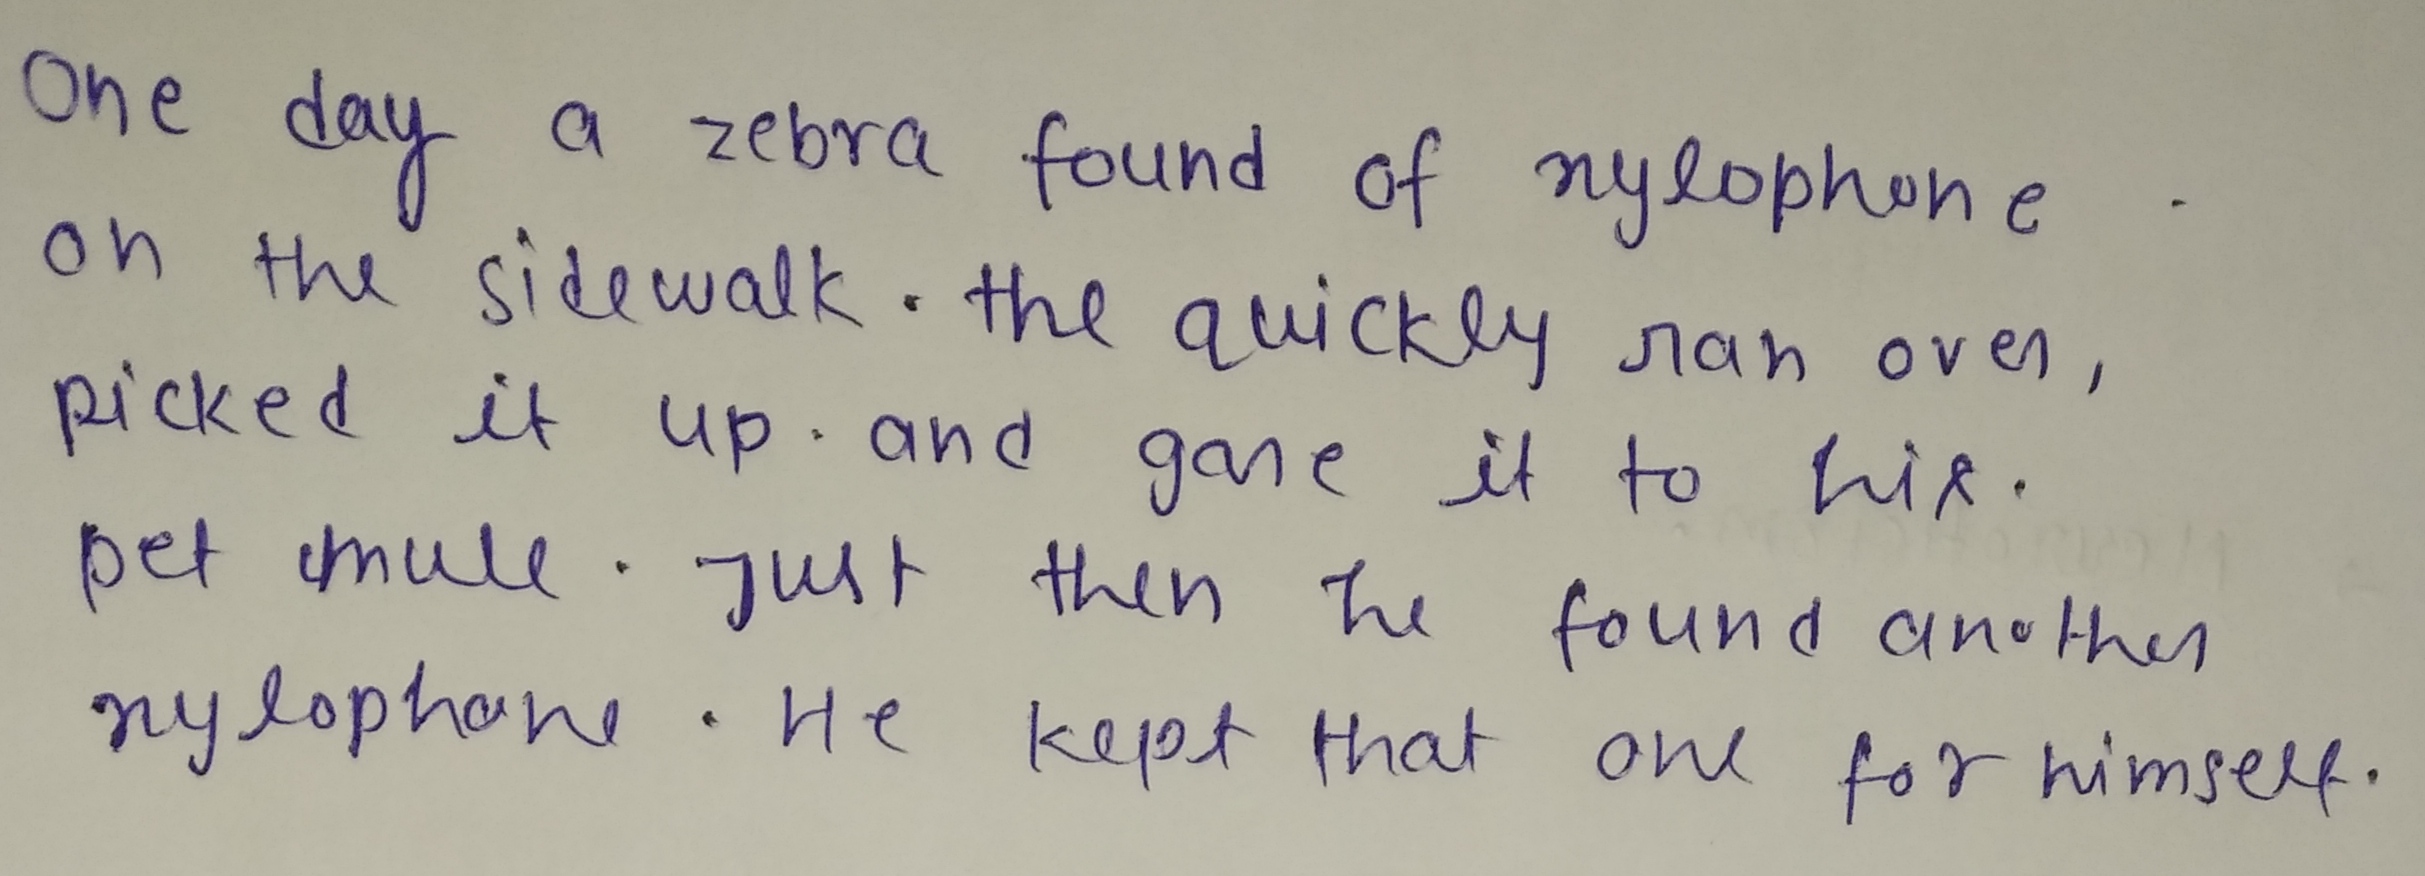 One day a zebra found of xylophone .
on the sidewalk. the quickly ran over,
picked it up. and gave it to his.
pet mule. Just then he found another
xylophone. He kept that one for himself.